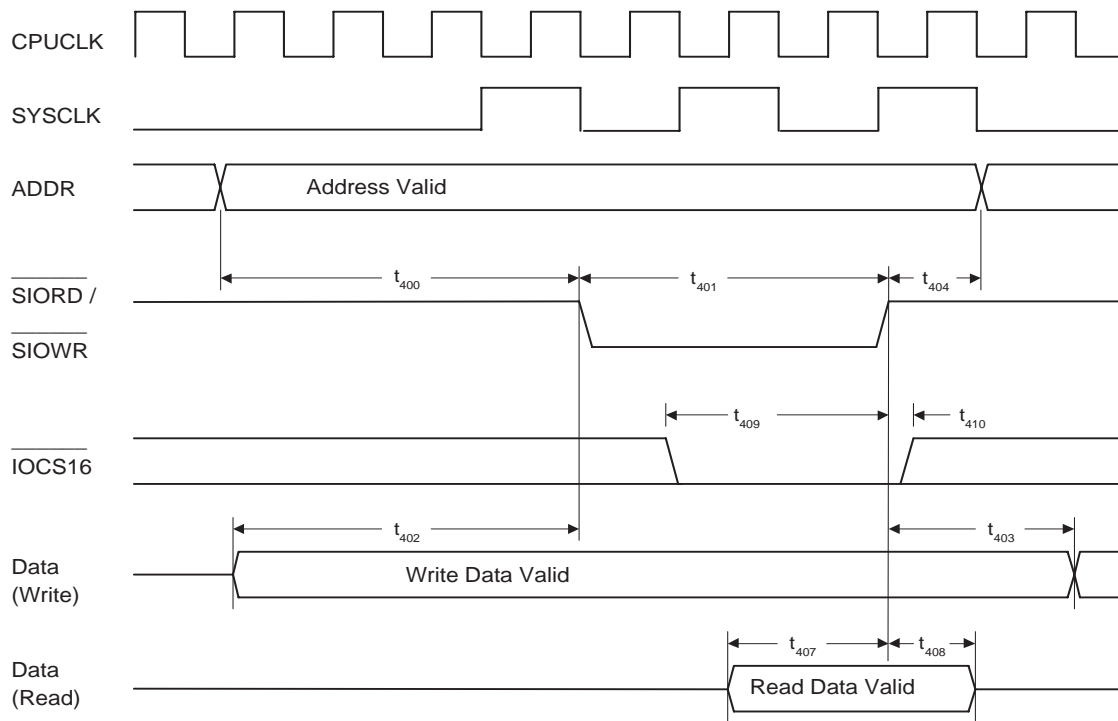 CPUCLK
SYSCLK
ADDR
Address Valid
t400
t401
t404
SIORD /
SIOWR
t409
t410
IOCS16
t402
t403
Data
(Write)
Write Data Valid
t407
t408
Data
(Read)
Read Data Valid